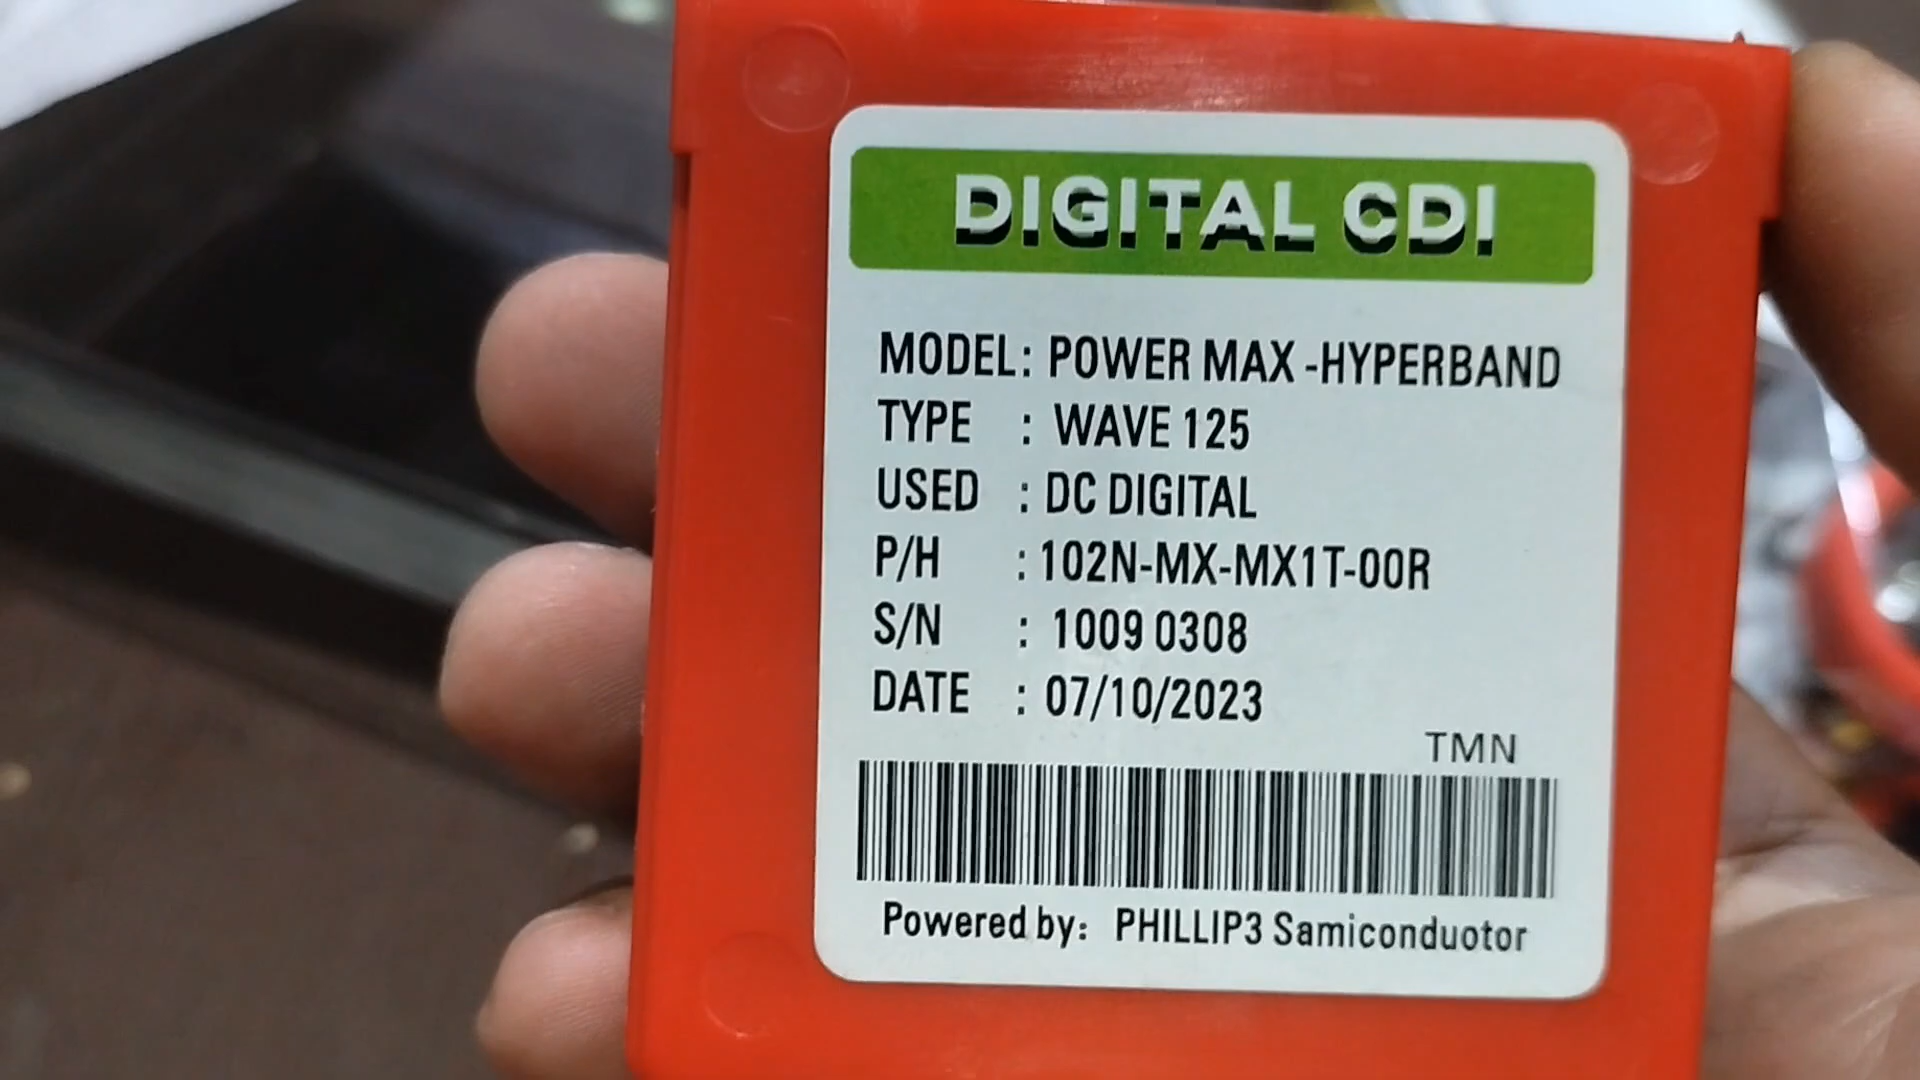 DIGITAL CDI
MODEL: POWER MAX -HYPERBAND
TYPE : WAVE 125
USED : DC DIGITAL
P/H : 102N-MX-MX1T-00R
S/N : 1009 0308
DATE : 07/10/2023
TMN
Powered by: PHILLIP3 Samiconduotor